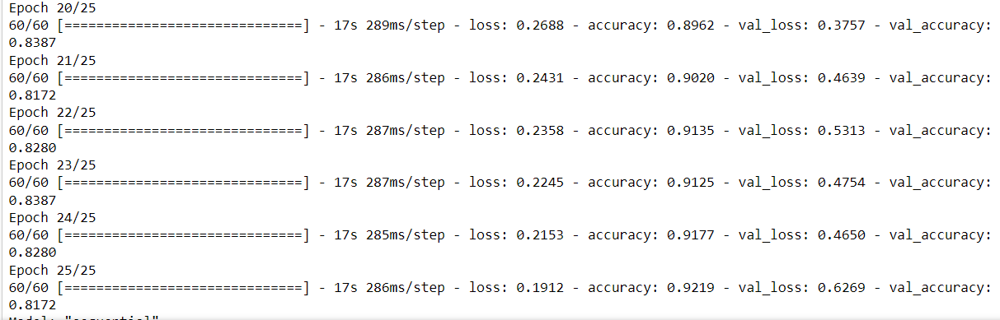 Epoch 20/25
60/60 [==============================] - 17s 289ms/step - loss: 0.2688 - accuracy: 0.8962 - val_loss: 0.3757 - val_accuracy:
0.8387
Epoch 21/25
60/60 [==============================] - 17s 286ms/step - loss: 0.2431 - accuracy: 0.9020 - val_loss: 0.4639 - val_accuracy:
0.8172
Epoch 22/25
60/60 [==============================] - 17s 287ms/step - loss: 0.2358 - accuracy: 0.9135 - val_loss: 0.5313 - val_accuracy:
0.8280
Epoch 23/25
60/60 [==============================] - 17s 287ms/step - loss: 0.2245 - accuracy: 0.9125 - val_loss: 0.4754 - val_accuracy:
0.8387
Epoch 24/25
60/60 [==============================] - 17s 285ms/step - loss: 0.2153 - accuracy: 0.9177 - val_loss: 0.4650 - val_accuracy:
0.8280
Epoch 25/25
60/60 [==============================] - 17s 286ms/step - loss: 0.1912 - accuracy: 0.9219 - val_loss: 0.6269 - val_accuracy:
0.8172